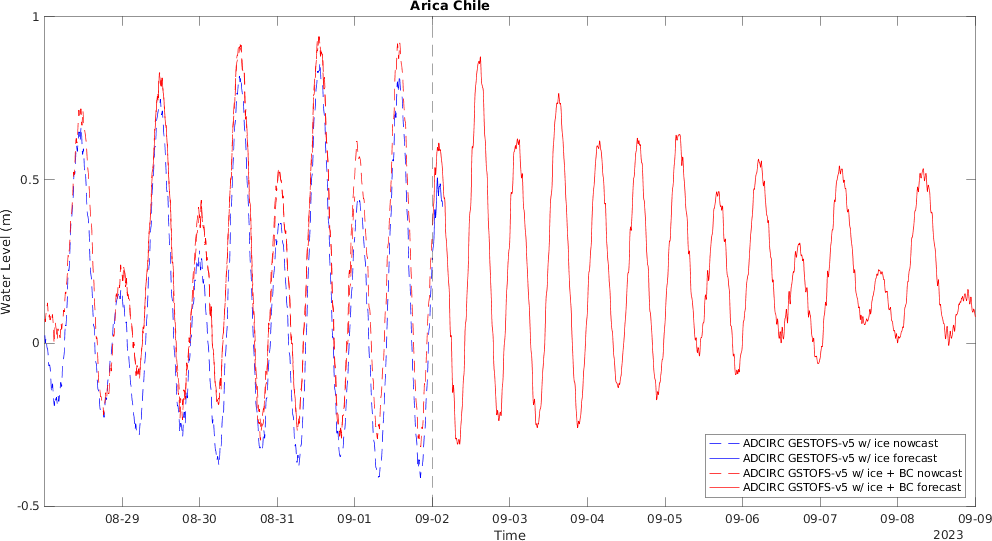 Arica Chile
Water Level (m)
1
0.5
0
-0.5
ADCIRC GESTOFS-v5 w/ ice nowcast
ADCIRC GESTOFS-v5 w/ ice forecast
ADCIRC GSTOFS-v5 w/ ice + BC nowcast
ADCIRC GSTOFS-v5 w/ ice + BC forecast
08-29 08-30 08-31 09-01 09-02 09-03 09-04 09-05 09-06 09-07 09-08 09-09
Time
2023